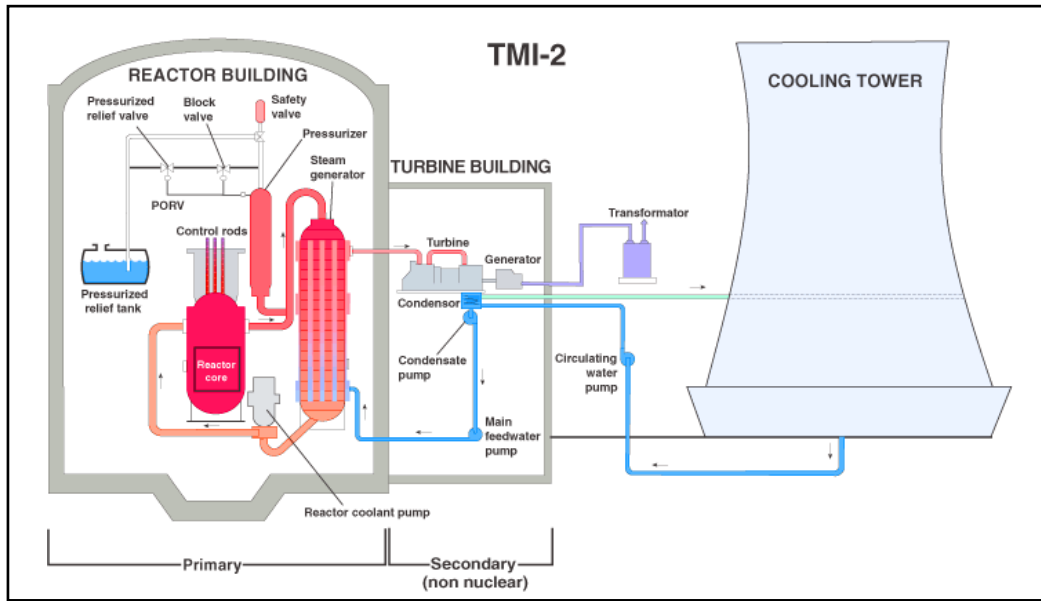 TMI-2
REACTOR BUILDING
COOLING TOWER
Pressurized
relief valve
Block
valve
Safety
valve
Pressurizer
TURBINE BUILDING
Steam
generator
PORV
Control rods
Transformator
Turbine
Generator
Pressurized
relief tank
Condensor
Condensate
pump
Circulating
water
pump
Reactor
core
Main
feedwater
pump
Reactor coolant pump
Primary
Secondary
(non nuclear)